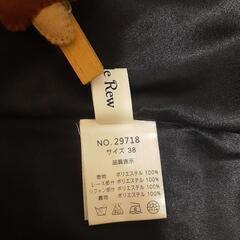 e Rew
NO.29718
サイズ 38
品質表示
表地 ポリエステル 100%
レース部分 ポリエステル 100%
シフォン部分 ポリエステル 100%
裏地 ポリエステル 100%